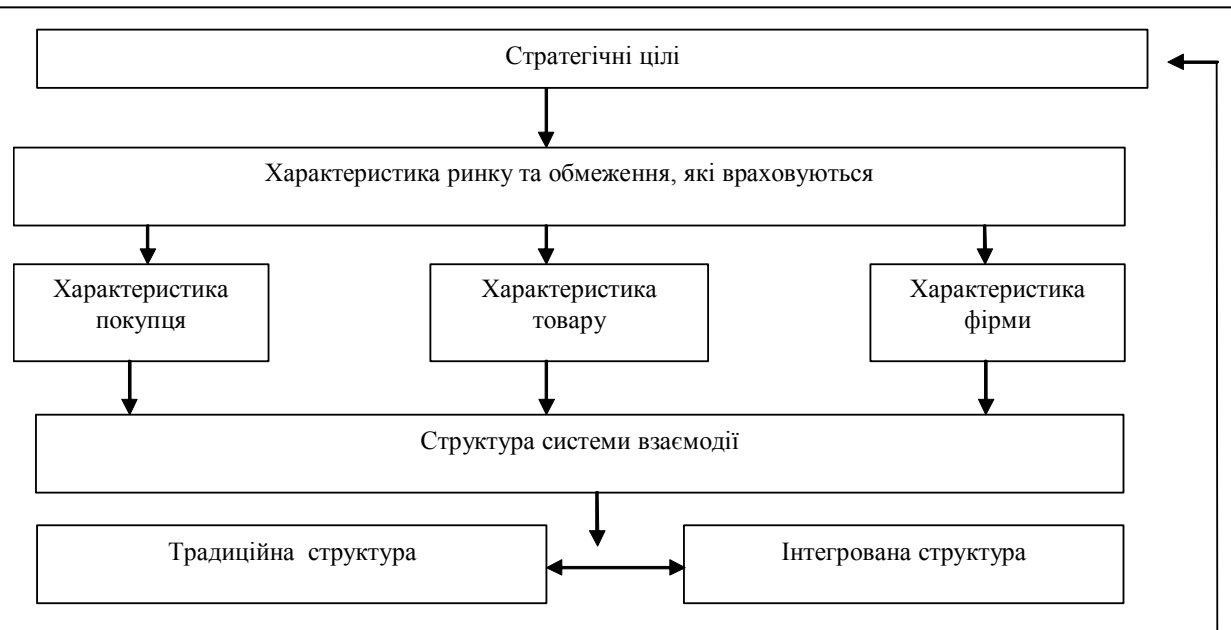 Стратегічні цілі
Характеристика ринку та обмеження, які враховуються
Характеристика
покупця
Характеристика
товару
Характеристика
фірми
Структура системи взаємодії
Традиційна структура
Інтегрована структура